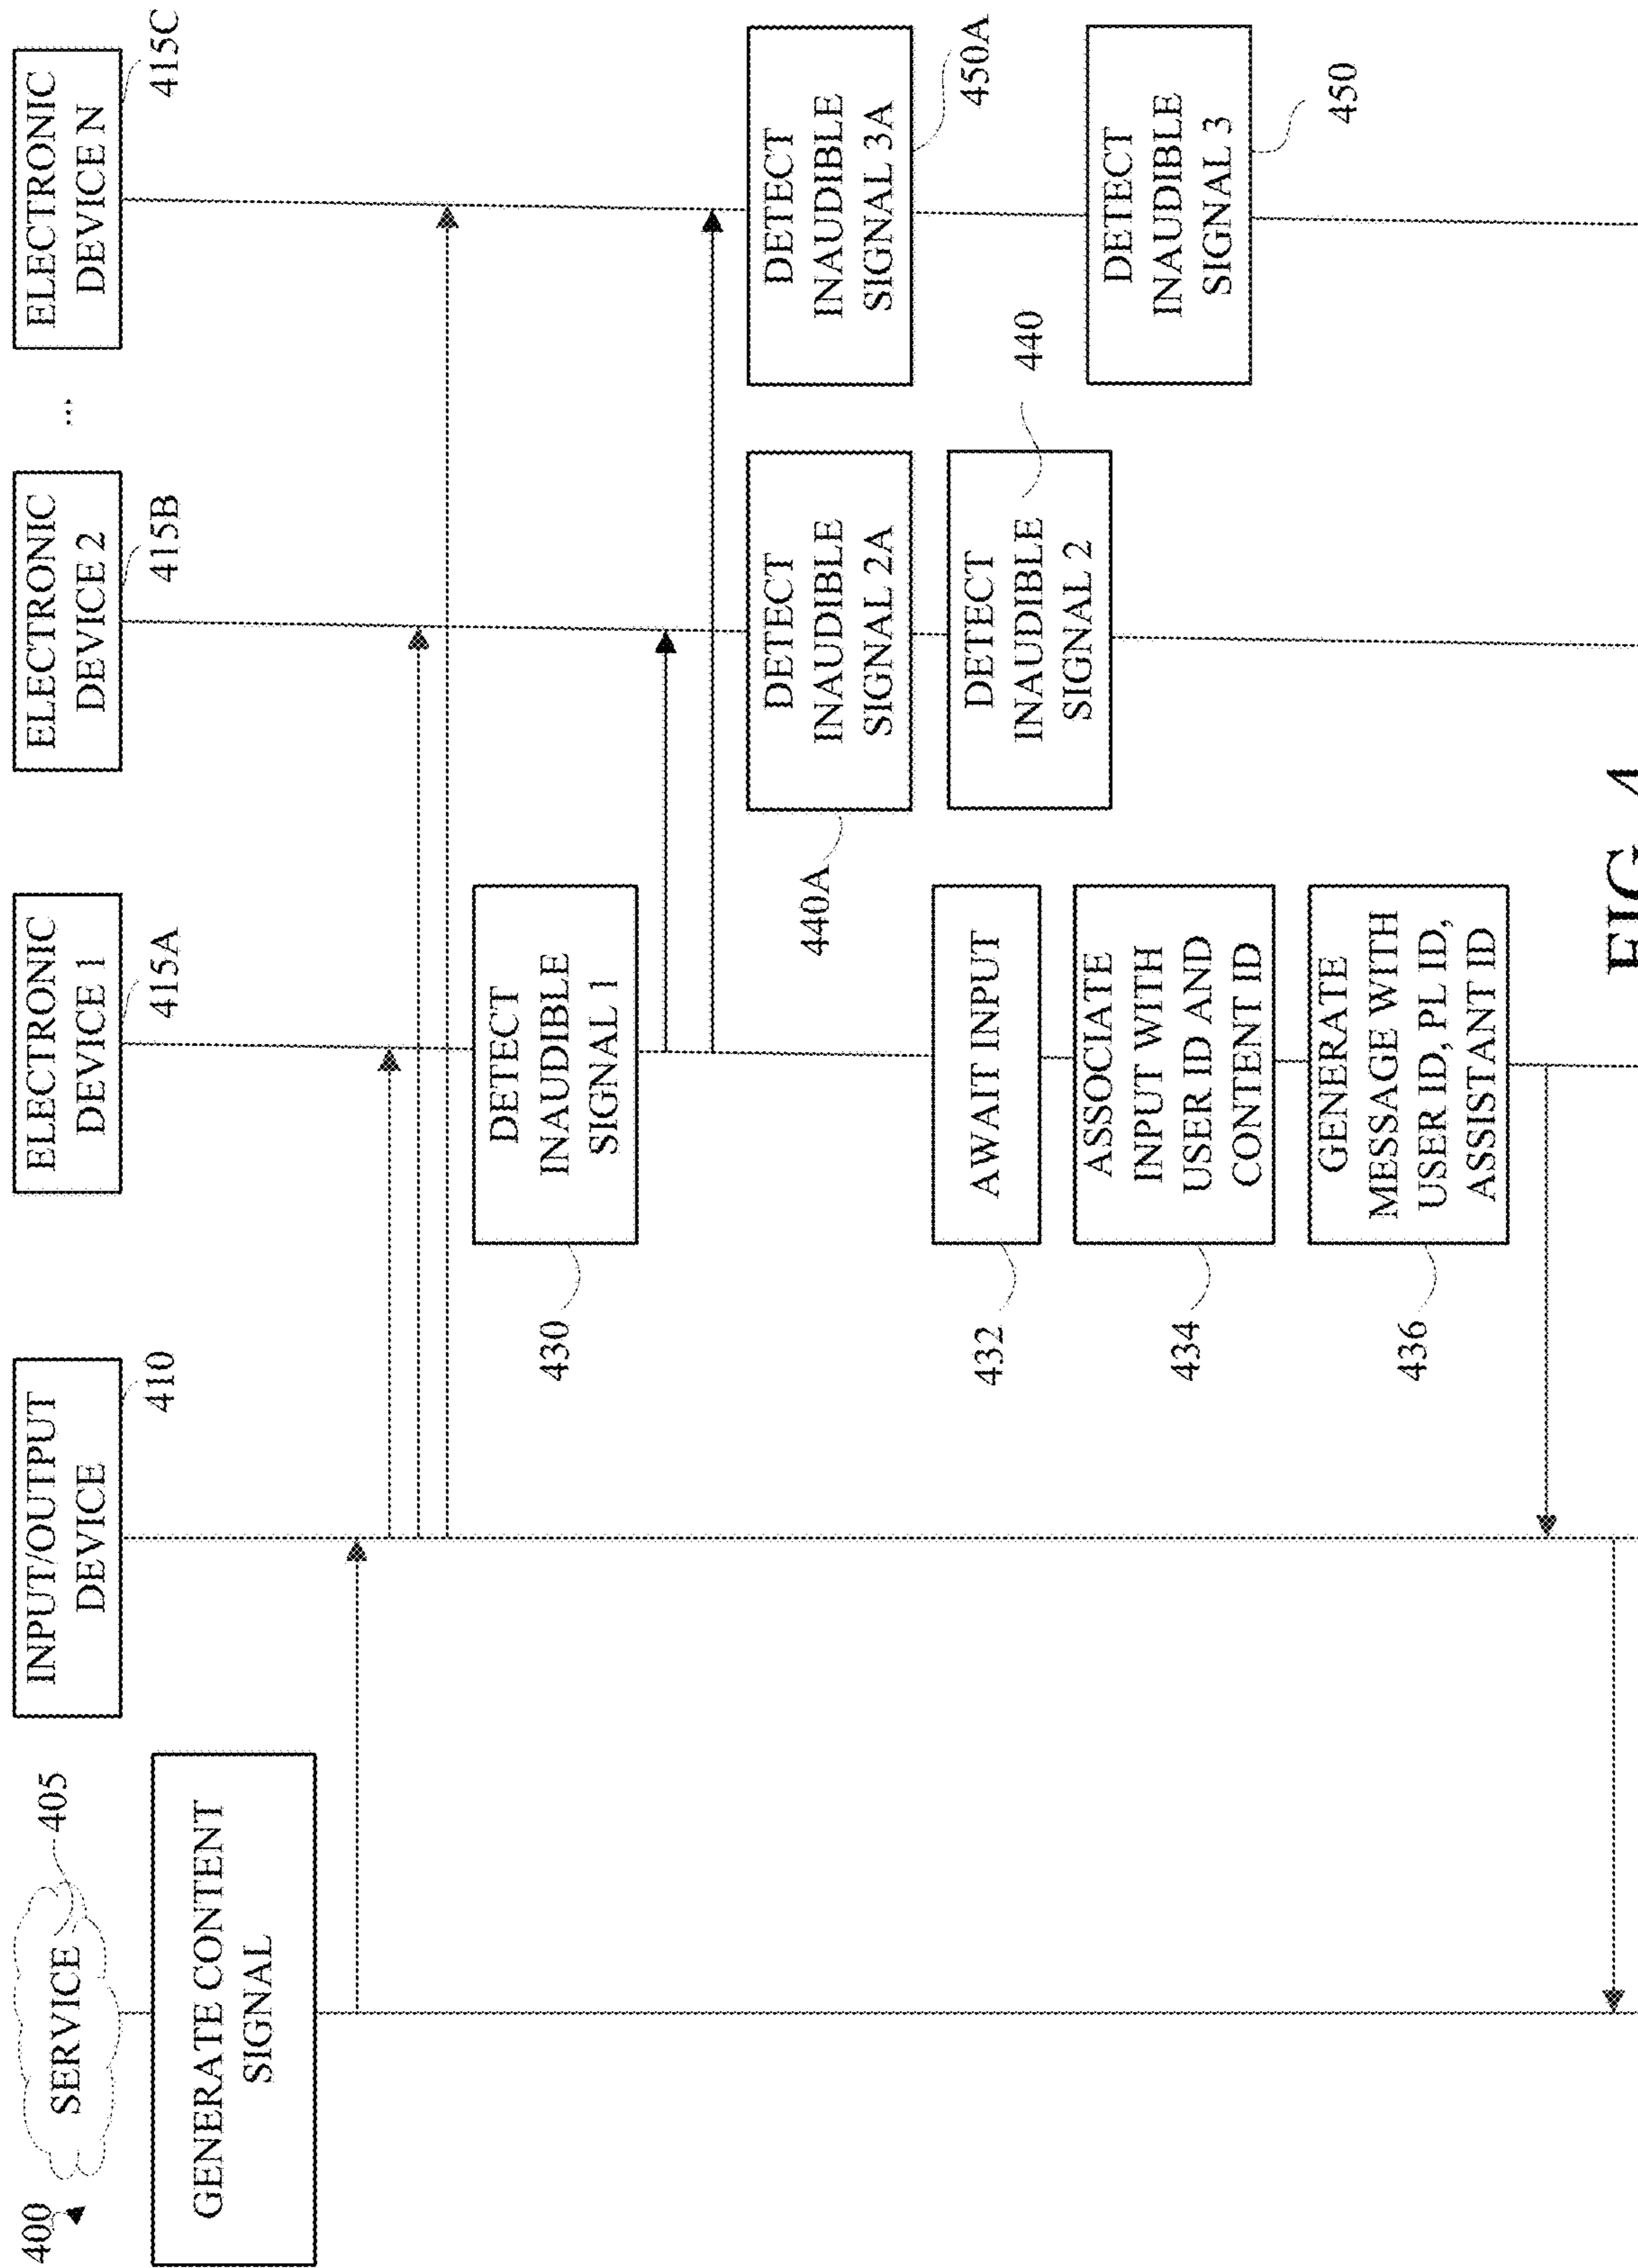 400
SERVICE
405
INPUT/OUTPUT
DEVICE
410
ELECTRONIC
DEVICE 1
415A
ELECTRONIC
DEVICE 2
415B
...
ELECTRONIC
DEVICE N
415C
GENERATE CONTENT
SIGNAL
DETECT
INAUDIBLE
SIGNAL 1
430
DETECT
INAUDIBLE
SIGNAL 2A
440A
DETECT
INAUDIBLE
SIGNAL 3A
450A
AWAIT INPUT
432
DETECT
INAUDIBLE
SIGNAL 2
440
ASSOCIATE
INPUT WITH
USER ID AND
CONTENT ID
434
DETECT
INAUDIBLE
SIGNAL 3
450
GENERATE
MESSAGE WITH
USER ID, PL ID,
ASSISTANT ID
436
FIG. 4